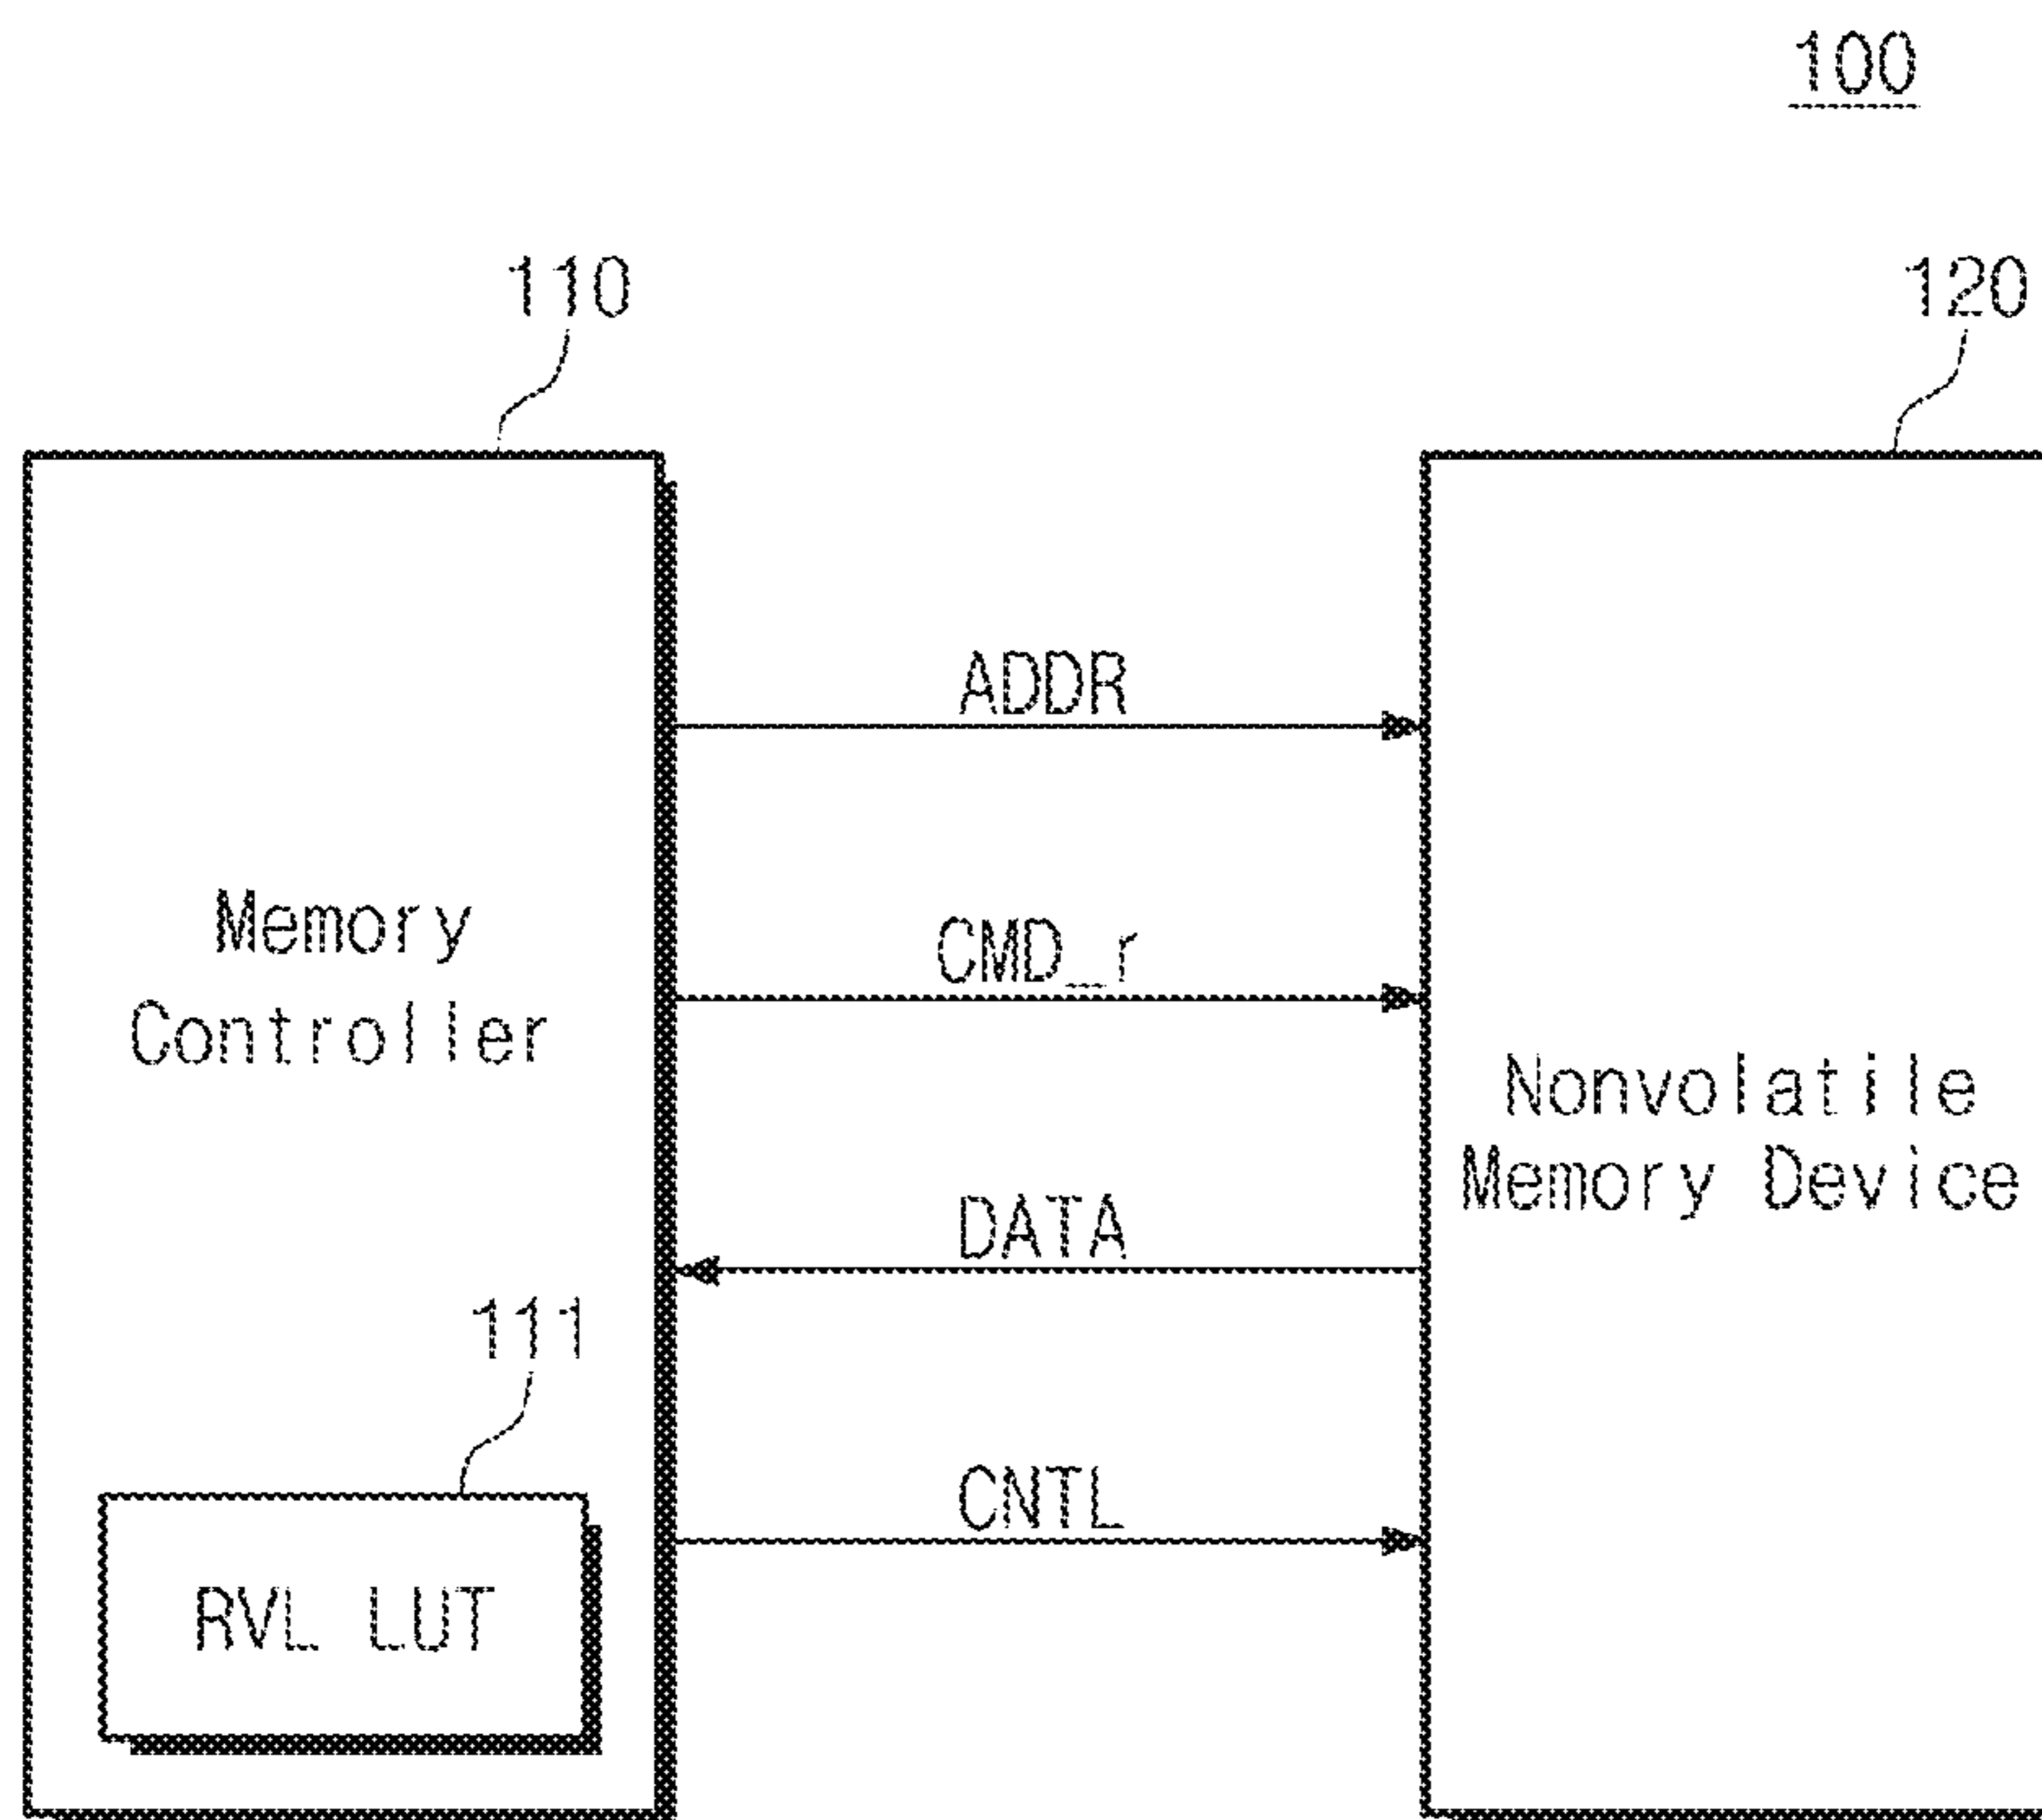 100
110
120
ADDR
Memory
Controller
CMD_r
Nonvolatile
Memory Device
DATA
111
CNTL
RVL LUT